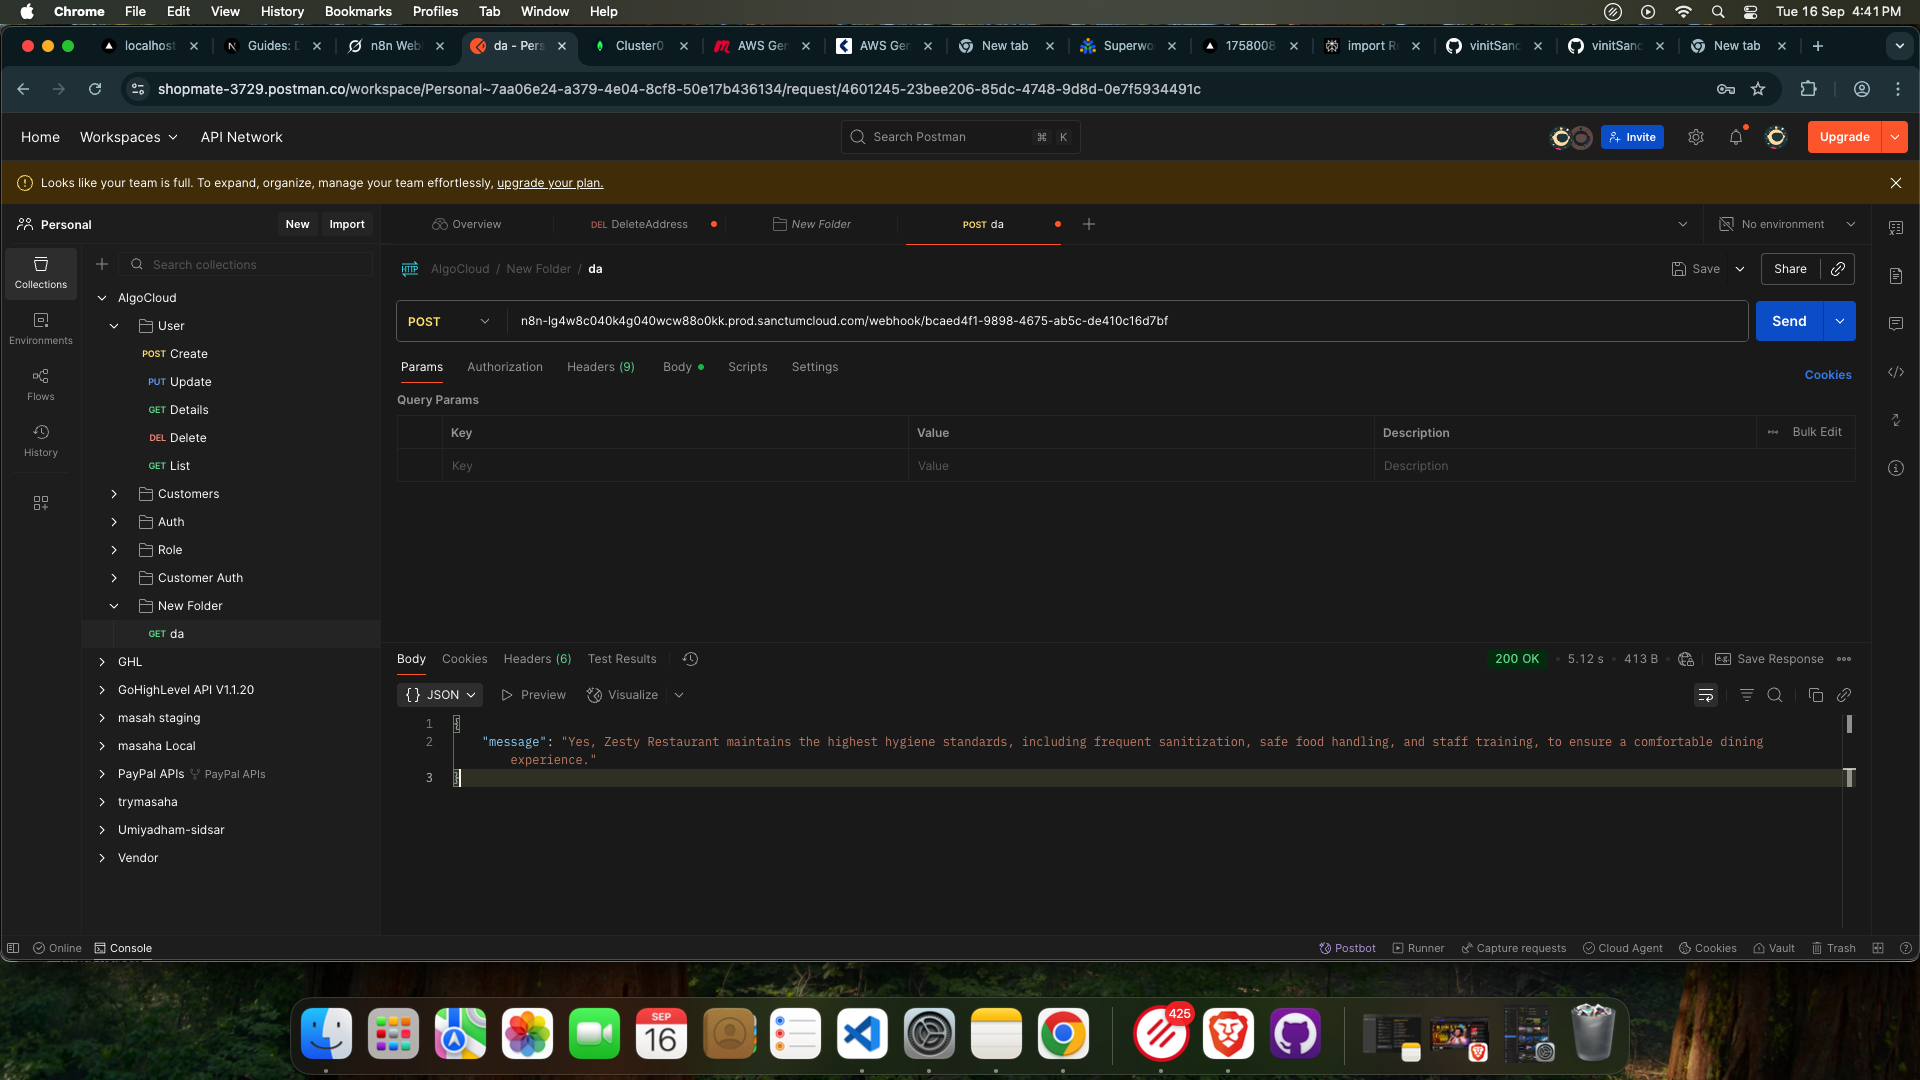 Chrome File Edit View History Bookmarks Profiles Tab Window Help Tue 16 Sep 4:41 PM
localhost Guides: D n8n Web da - Pers Cluster0 AWS Gen AWS Gen New tab Superwo 1758008 import R vinitSanc vinitSanc New tab
shopmate-3729.postman.co/workspace/Personal~7aa06e24-a379-4e04-8cf8-50e17b436134/request/4601245-23bee206-85dc-4748-9d8d-0e7f5934491c
Home Workspaces API Network Search Postman ⌘ K Invite Upgrade
Looks like your team is full. To expand, organize, manage your team effortlessly, upgrade your plan.
Personal New Import Overview DEL DeleteAddress New Folder POST da No environment
Collections
Environments
Flows
History
Search collections
AlgoCloud
User
POST Create
PUT Update
GET Details
DEL Delete
GET List
Customers
Auth
Role
Customer Auth
New Folder
GET da
GHL
GoHighLevel API V1.1.20
masah staging
masaha Local
PayPal APIs PayPal APIs
trymasaha
Umiyadham-sidsar
Vendor
HTTP AlgoCloud / New Folder / da Save Share
POST n8n-lg4w8c040k4g040wcw88o0kk.prod.sanctumcloud.com/webhook/bcaed4f1-9898-4675-ab5c-de410c16d7bf Send
Params Authorization Headers (9) Body Scripts Settings Cookies
Query Params
Key Value Description Bulk Edit
Key Value Description
Body Cookies Headers (6) Test Results 200 OK 5.12 s 413 B Save Response
{} JSON Preview Visualize
1 {
2 "message": "Yes, Zesty Restaurant maintains the highest hygiene standards, including frequent sanitization, safe food handling, and staff training, to ensure a comfortable dining
experience."
3 }
Online Console Postbot Runner Capture requests Cloud Agent Cookies Vault Trash
SEP
16
425